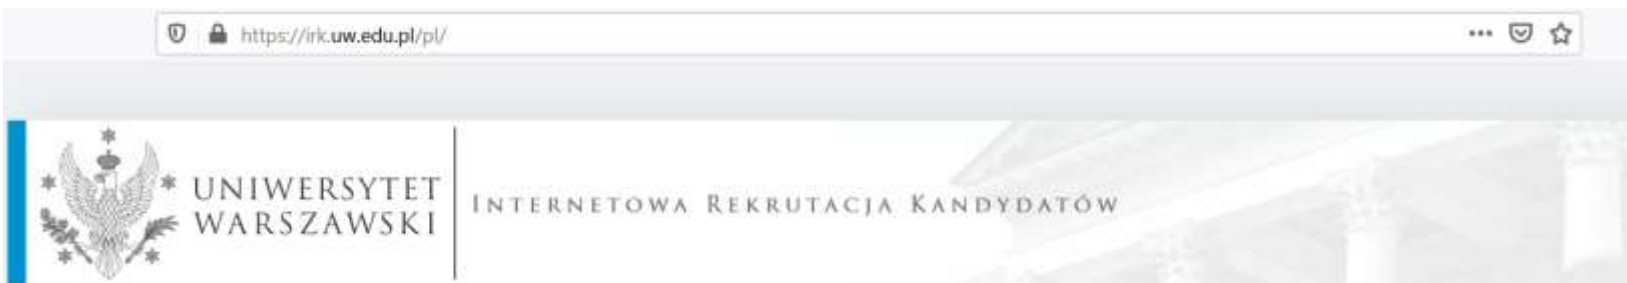 https://irk.uw.edu.pl/pl/
UNIWERSYTET
WARSZAWSKI
INTERNETOWA REKRUTACJA KANDYDATÓW